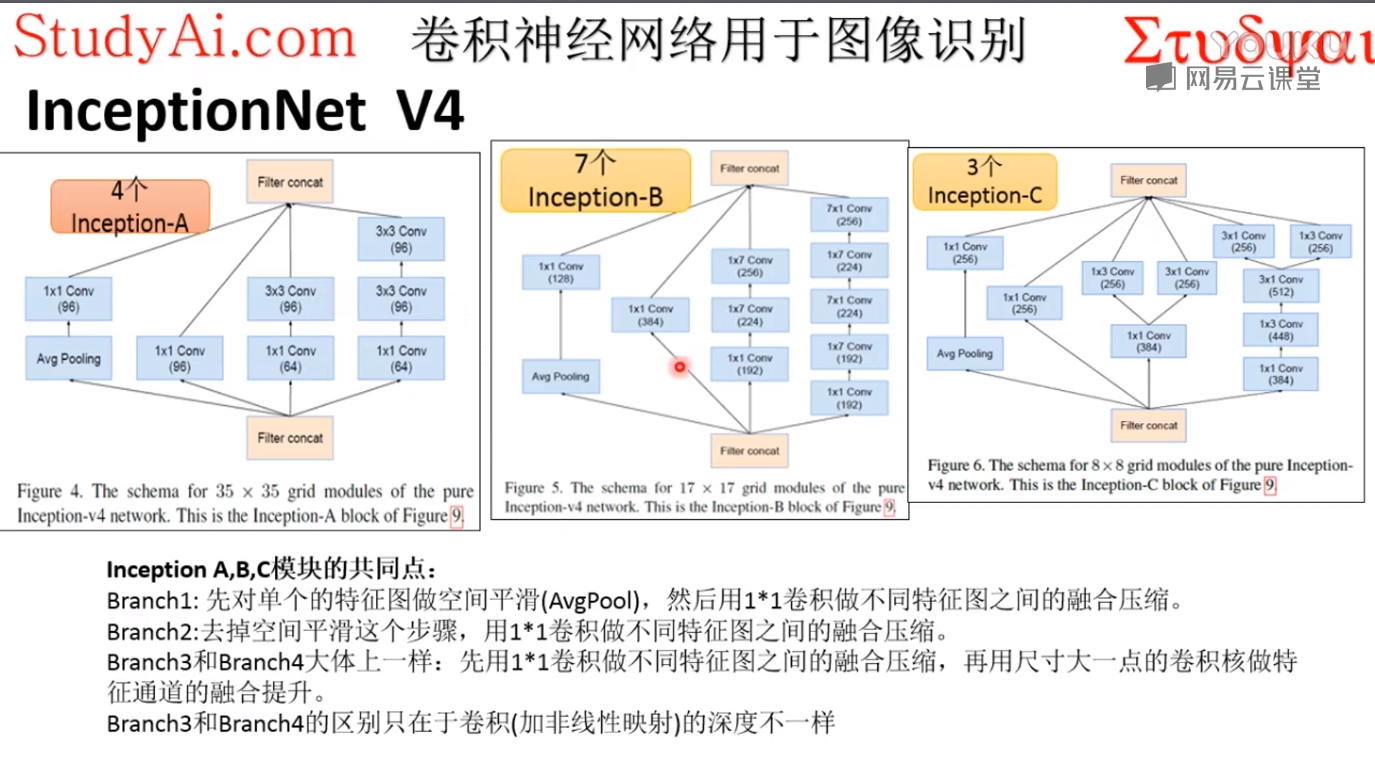 StudyAi.com 卷积神经网络用于图像识别 Στυδψαι
YOUKU
网易云课堂
InceptionNet V4
4个
Inception-A
Filter concat
3x3 Conv
(96)
1x1 Conv
(96)
3x3 Conv
(96)
3x3 Conv
(96)
Avg Pooling
1x1 Conv
(96)
1x1 Conv
(64)
1x1 Conv
(64)
Filter concat
Figure 4. The schema for 35 × 35 grid modules of the pure
Inception-v4 network. This is the Inception-A block of Figure 9.
7个
Inception-B
Filter concat
7x1 Conv
(256)
1x1 Conv
(128)
1x7 Conv
(256)
1x7 Conv
(224)
1x1 Conv
(384)
1x7 Conv
(224)
7x1 Conv
(224)
1x7 Conv
(192)
Avg Pooling
1x1 Conv
(192)
1x1 Conv
(192)
Filter concat
Figure 5. The schema for 17 × 17 grid modules of the pure
Inception-v4 network. This is the Inception-B block of Figure 9.
3个
Inception-C
Filter concat
1x1 Conv
(256)
3x1 Conv
(256)
1x3 Conv
(256)
1x3 Conv
(256)
3x1 Conv
(256)
3x1 Conv
(512)
1x1 Conv
(256)
1x1 Conv
(384)
1x3 Conv
(448)
Avg Pooling
1x1 Conv
(384)
Filter concat
Figure 6. The schema for 8×8 grid modules of the pure Inception-
v4 network. This is the Inception-C block of Figure 9.
Inception A,B,C模块的共同点：
Branch1: 先对单个的特征图做空间平滑(AvgPool)，然后用1*1卷积做不同特征图之间的融合压缩。
Branch2:去掉空间平滑这个步骤，用1*1卷积做不同特征图之间的融合压缩。
Branch3和Branch4大体上一样：先用1*1卷积做不同特征图之间的融合压缩，再用尺寸大一点的卷积核做特
征通道的融合提升。
Branch3和Branch4的区别只在于卷积(加非线性映射)的深度不一样